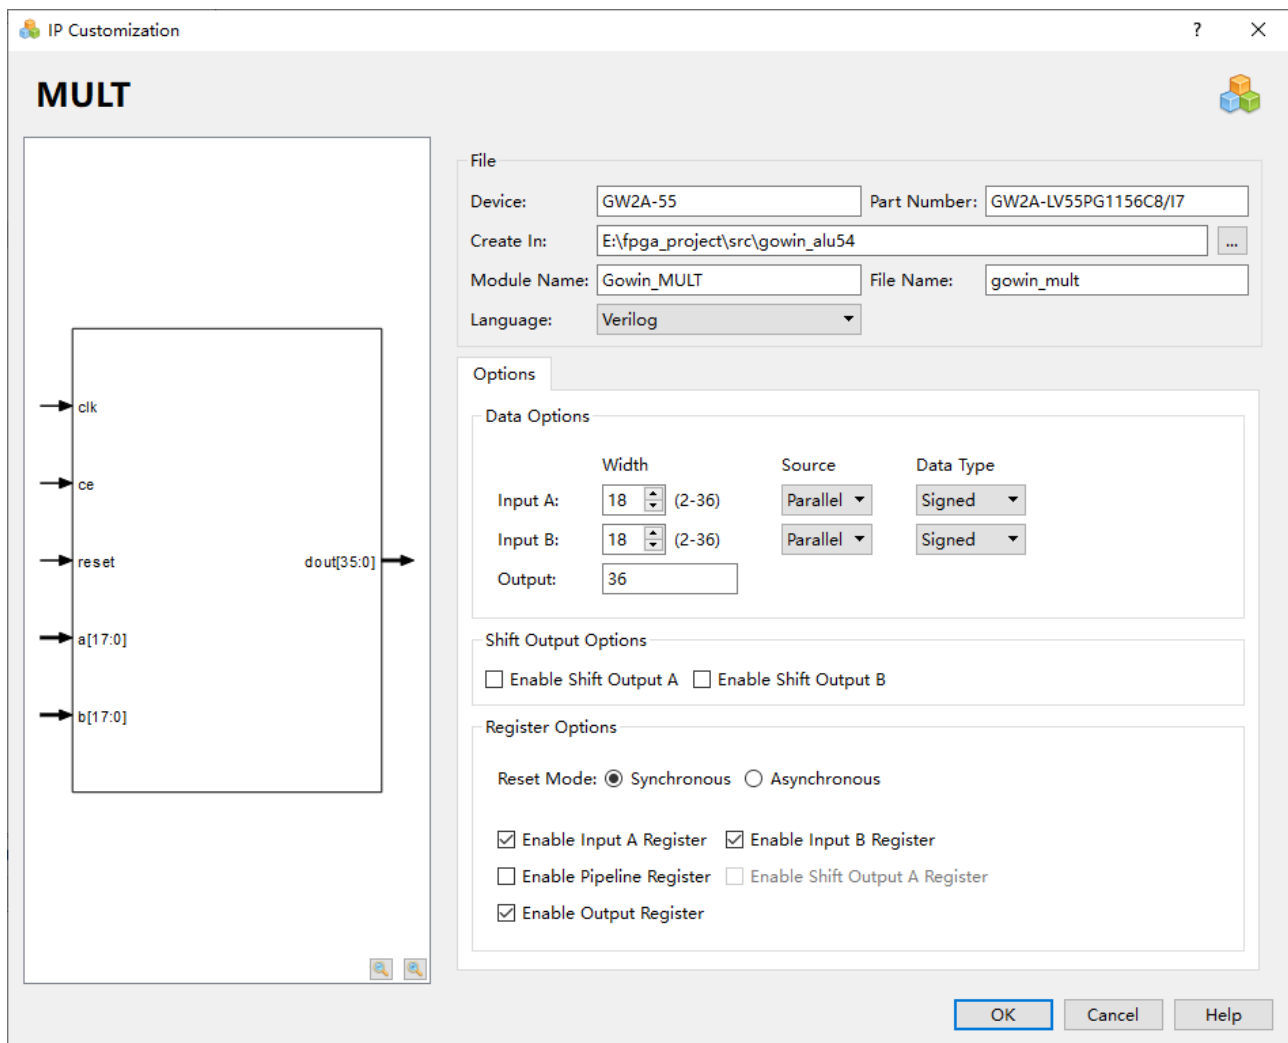 IP Customization ?
MULT
clk
ce
reset
dout[35:0]
a[17:0]
b[17:0]
File
Device: GW2A-55 Part Number: GW2A-LV55PG1156C8/I7
Create In: E:\fpga_project\src\gowin_alu54 ...
Module Name: Gowin_MULT File Name: gowin_mult
Language: Verilog
Options
Data Options
Width Source Data Type
Input A: 18 (2-36) Parallel Signed
Input B: 18 (2-36) Parallel Signed
Output: 36
Shift Output Options
Enable Shift Output A Enable Shift Output B
Register Options
Reset Mode: Synchronous Asynchronous
Enable Input A Register Enable Input B Register
Enable Pipeline Register Enable Shift Output A Register
Enable Output Register
OK Cancel Help